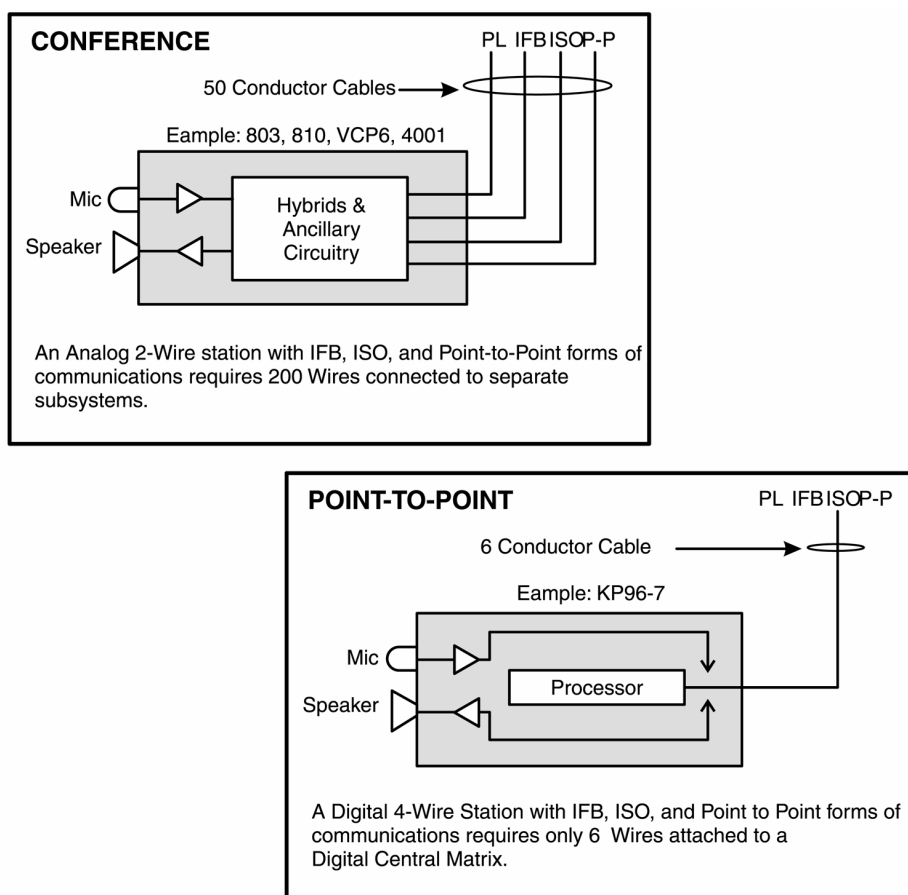 CONFERENCE
PL IFB ISO P-P
50 Conductor Cables
Eample: 803, 810, VCP6, 4001
Mic
Hybrids &
Ancillary
Circuitry
Speaker
An Analog 2-Wire station with IFB, ISO, and Point-to-Point forms of
communications requires 200 Wires connected to separate
subsystems.
POINT-TO-POINT
PL IFB ISO P-P
6 Conductor Cable
Eample: KP96-7
Mic
Processor
Speaker
A Digital 4-Wire Station with IFB, ISO, and Point to Point forms of
communications requires only 6 Wires attached to a
Digital Central Matrix.